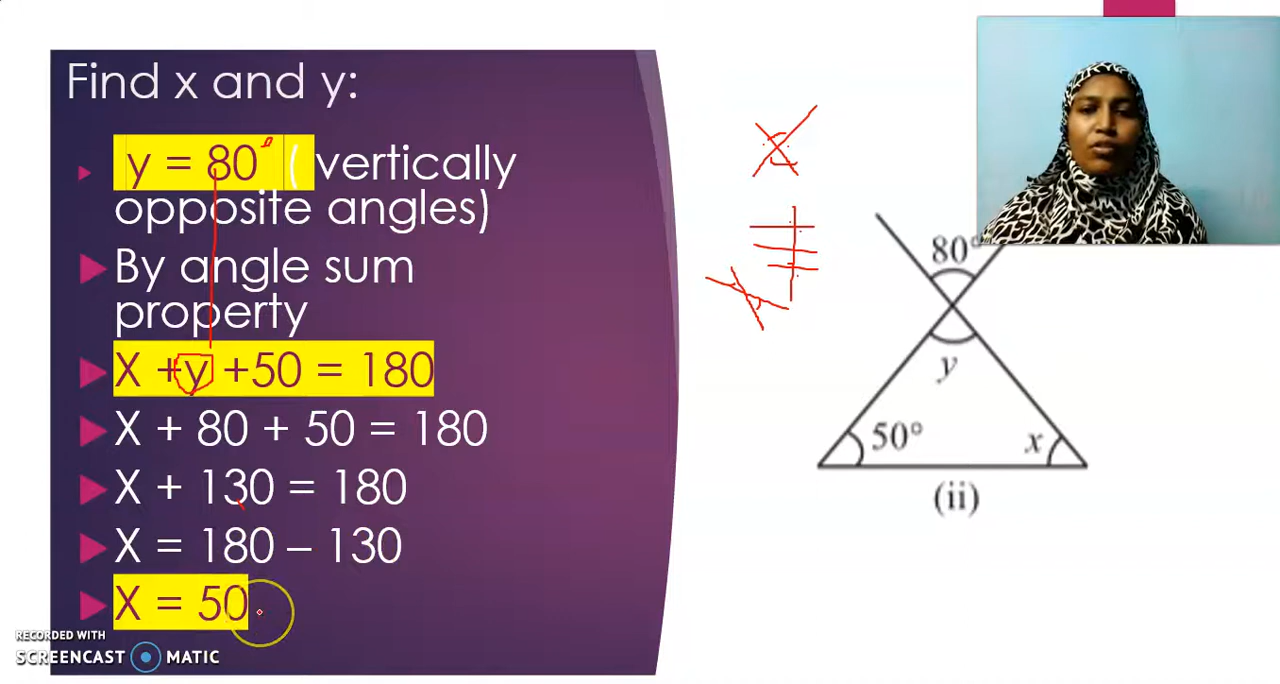 Find x and y:
y = 80° ( vertically
opposite angles)
By angle sum
property
X +y +50 = 180
X + 80 + 50 = 180
X + 130 = 180
X = 180 – 130
X = 50
80°
y
50°
x
(ii)
RECORDED WITH
SCREENCAST MATIC